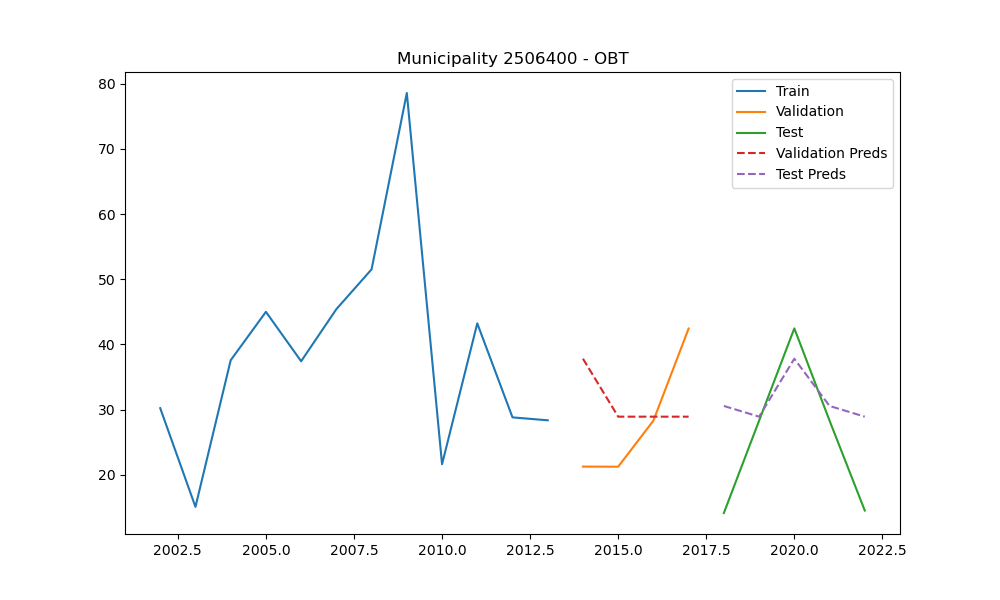 Municipality 2506400 - OBT
Train
Validation
Test
Validation Preds
Test Preds
80
70
60
50
40
30
20
2002.5 2005.0 2007.5 2010.0 2012.5 2015.0 2017.5 2020.0 2022.5